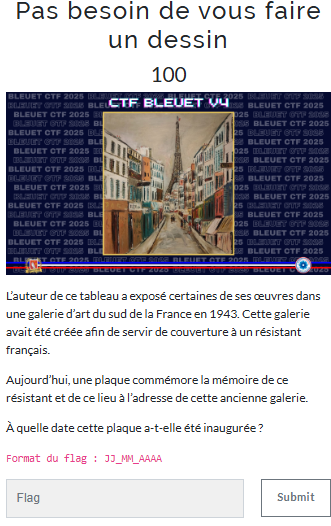 Pas besoin de vous faire
un dessin
100
BLEUET CTF 2025
CTF BLEUET V4
L'auteur de ce tableau a exposé certaines de ses œuvres dans
une galerie d'art du sud de la France en 1943. Cette galerie
avait été créée afin de servir de couverture à un résistant
français.
Aujourd'hui, une plaque commémore la mémoire de ce
résistant et de ce lieu à l'adresse de cette ancienne galerie.
À quelle date cette plaque a-t-elle été inaugurée ?
Format du flag : JJ_MM_AAAA
Flag
Submit